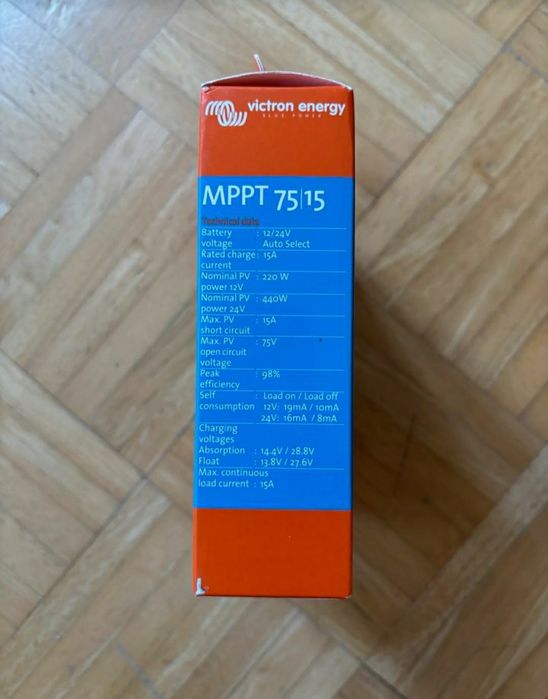 victron energy
BLUE POWER
MPPT 75|15
Technical data
Battery : 12/24V
voltage Auto Select
Rated charge : 15A
current
Nominal PV : 220 W
power 12V
Nominal PV : 440W
power 24V
Max. PV : 15A
short circuit
Max. PV : 75V
open circuit
voltage
Peak : 98%
efficiency
Self : Load on / Load off
consumption 12V: 19mA / 10mA
24V: 16mA / 8mA
Charging
voltages
Absorption : 14.4V / 28.8V
Float : 13.8V / 27.6V
Max. continuous
load current : 15A